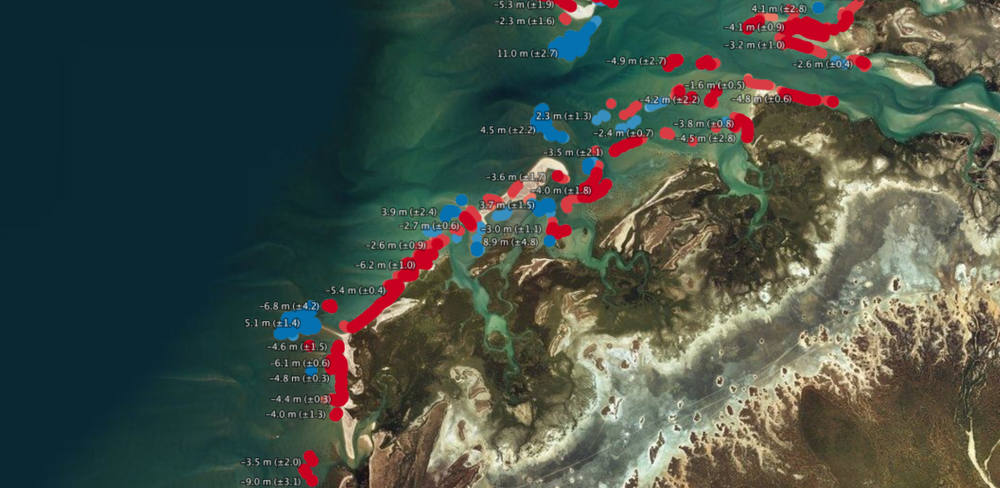 −5.3 m (±1.9)
4.1 m (±2.8)
−2.3 m (±1.6)
−4.1 m (±0.9)
−3.2 m (±1.0)
11.0 m (±2.7)
−4.9 m (±2.7)
−2.6 m (±0.4)
−1.6 m (±0.5)
−4.2 m (±2.2)
−4.8 m (±0.6)
2.3 m (±1.3)
−3.8 m (±0.8)
4.5 m (±2.2)
−2.4 m (±0.7)
−4.5 m (±2.8)
−3.5 m (±2.1)
−3.6 m (±1.7)
−4.0 m (±1.8)
3.7 m (±1.5)
3.9 m (±2.4)
−2.7 m (±0.6)
−3.0 m (±1.1)
8.9 m (±4.8)
−2.6 m (±0.9)
−6.2 m (±1.0)
−5.4 m (±0.4)
−6.8 m (±4.2)
5.1 m (±1.4)
−4.6 m (±1.5)
−6.1 m (±0.6)
−4.8 m (±0.3)
−4.4 m (±0.3)
−4.0 m (±1.3)
−3.5 m (±2.0)
−9.0 m (±3.1)